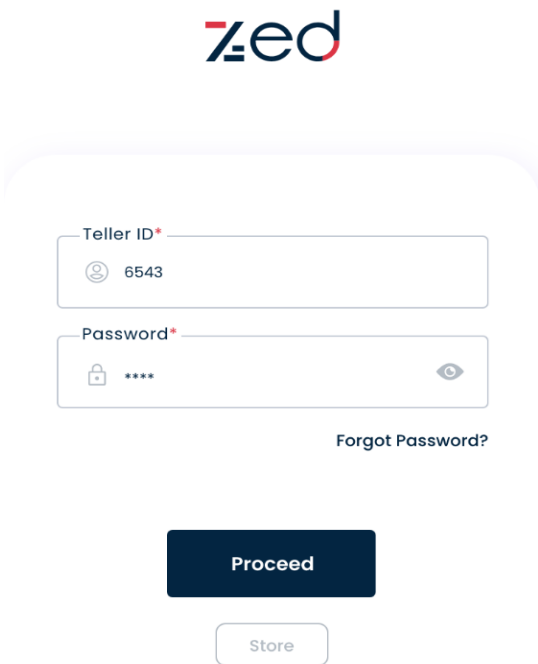 zed
Teller ID*
6543
Password*
****
Forgot Password?
Proceed
Store